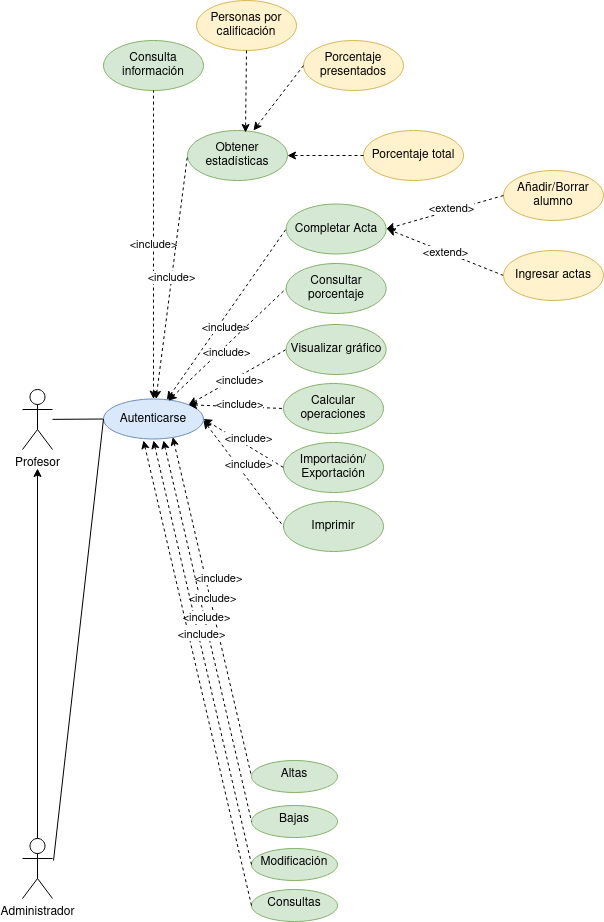 Personas por
calificación
Consulta
información
Porcentaje
presentados
Obtener
estadísticas
Porcentaje total
Añadir/Borrar
alumno
<extend>
Completar Acta
<include>
<extend>
Ingresar actas
<include>
Consultar
porcentaje
<include>
Visualizar gráfico
<include>
<include>
Calcular
operaciones
<include>
Autenticarse
<include>
Profesor
<include>
Importación/
Exportación
<include>
Imprimir
<include>
<include>
<include>
<include>
Altas
Bajas
Modificación
Consultas
Administrador